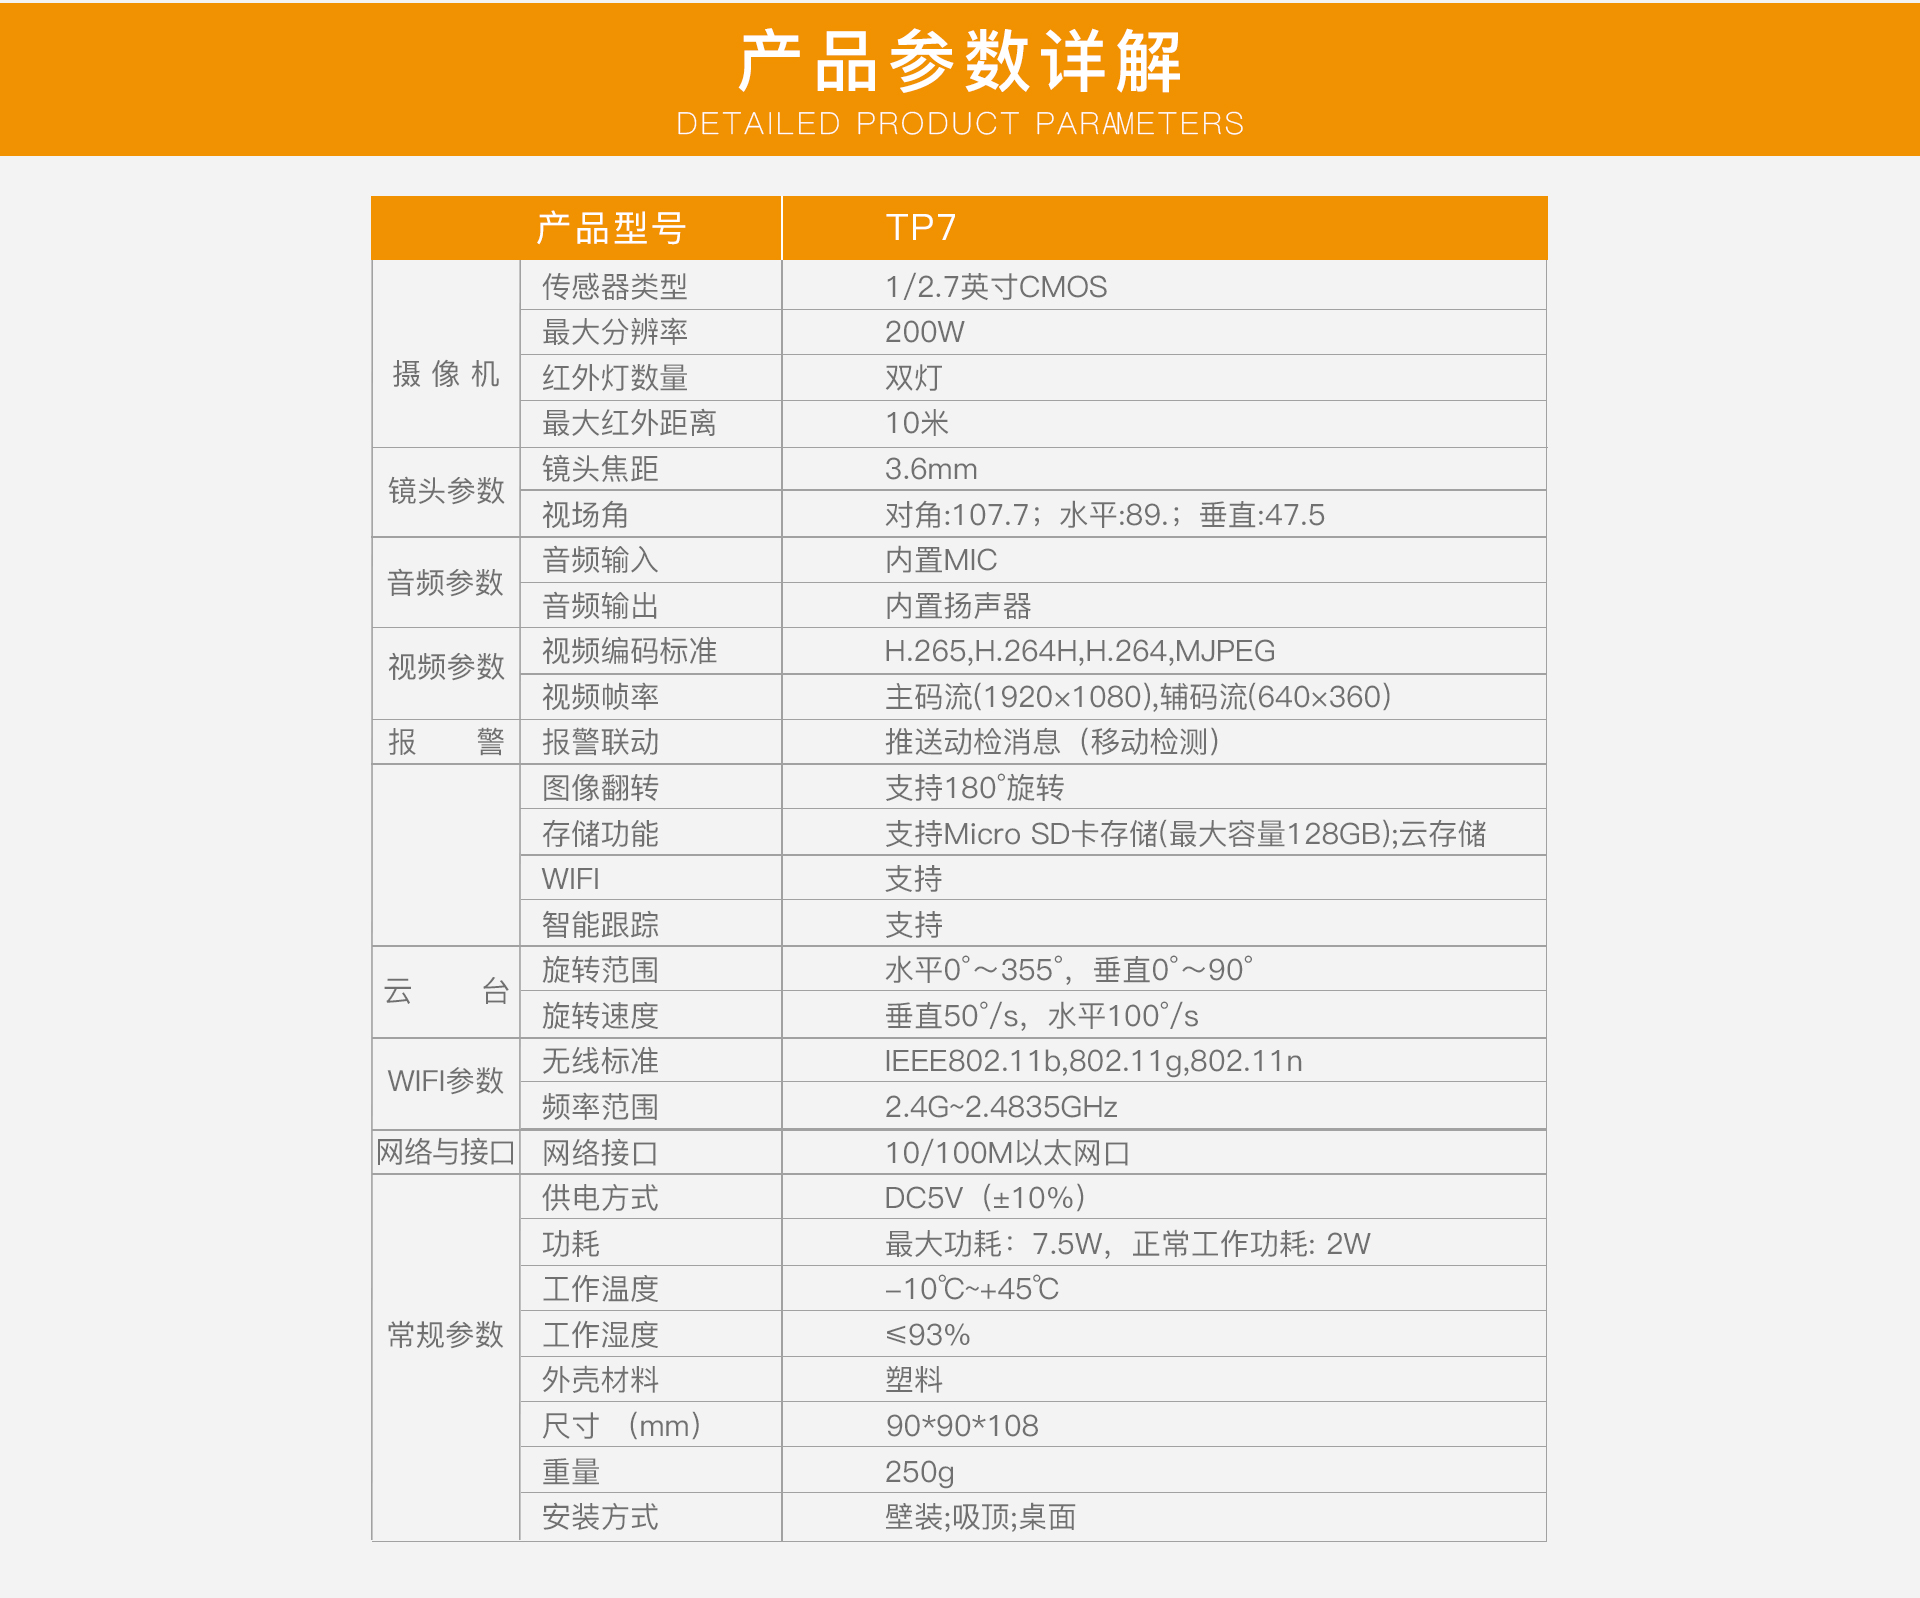 产品参数详解
DETAILED PRODUCT PARAMETERS
产品型号 TP7
摄 像 机
传感器类型 1/2.7英寸CMOS
最大分辨率 200W
红外灯数量 双灯
最大红外距离 10米
镜头参数
镜头焦距 3.6mm
视场角 对角:107.7；水平:89.；垂直:47.5
音频参数
音频输入 内置MIC
音频输出 内置扬声器
视频参数
视频编码标准 H.265,H.264H,H.264,MJPEG
视频帧率 主码流(1920×1080),辅码流(640×360)
报 警 报警联动 推送动检消息（移动检测）
图像翻转 支持180°旋转
存储功能 支持Micro SD卡存储(最大容量128GB);云存储
WIFI 支持
智能跟踪 支持
云 台
旋转范围 水平0°～355°，垂直0°～90°
旋转速度 垂直50°/s，水平100°/s
WIFI参数
无线标准 IEEE802.11b,802.11g,802.11n
频率范围 2.4G~2.4835GHz
网络与接口 网络接口 10/100M以太网口
常规参数
供电方式 DC5V（±10%）
功耗 最大功耗：7.5W，正常工作功耗: 2W
工作温度 -10℃~+45℃
工作湿度 ≤93%
外壳材料 塑料
尺寸 （mm） 90*90*108
重量 250g
安装方式 壁装;吸顶;桌面